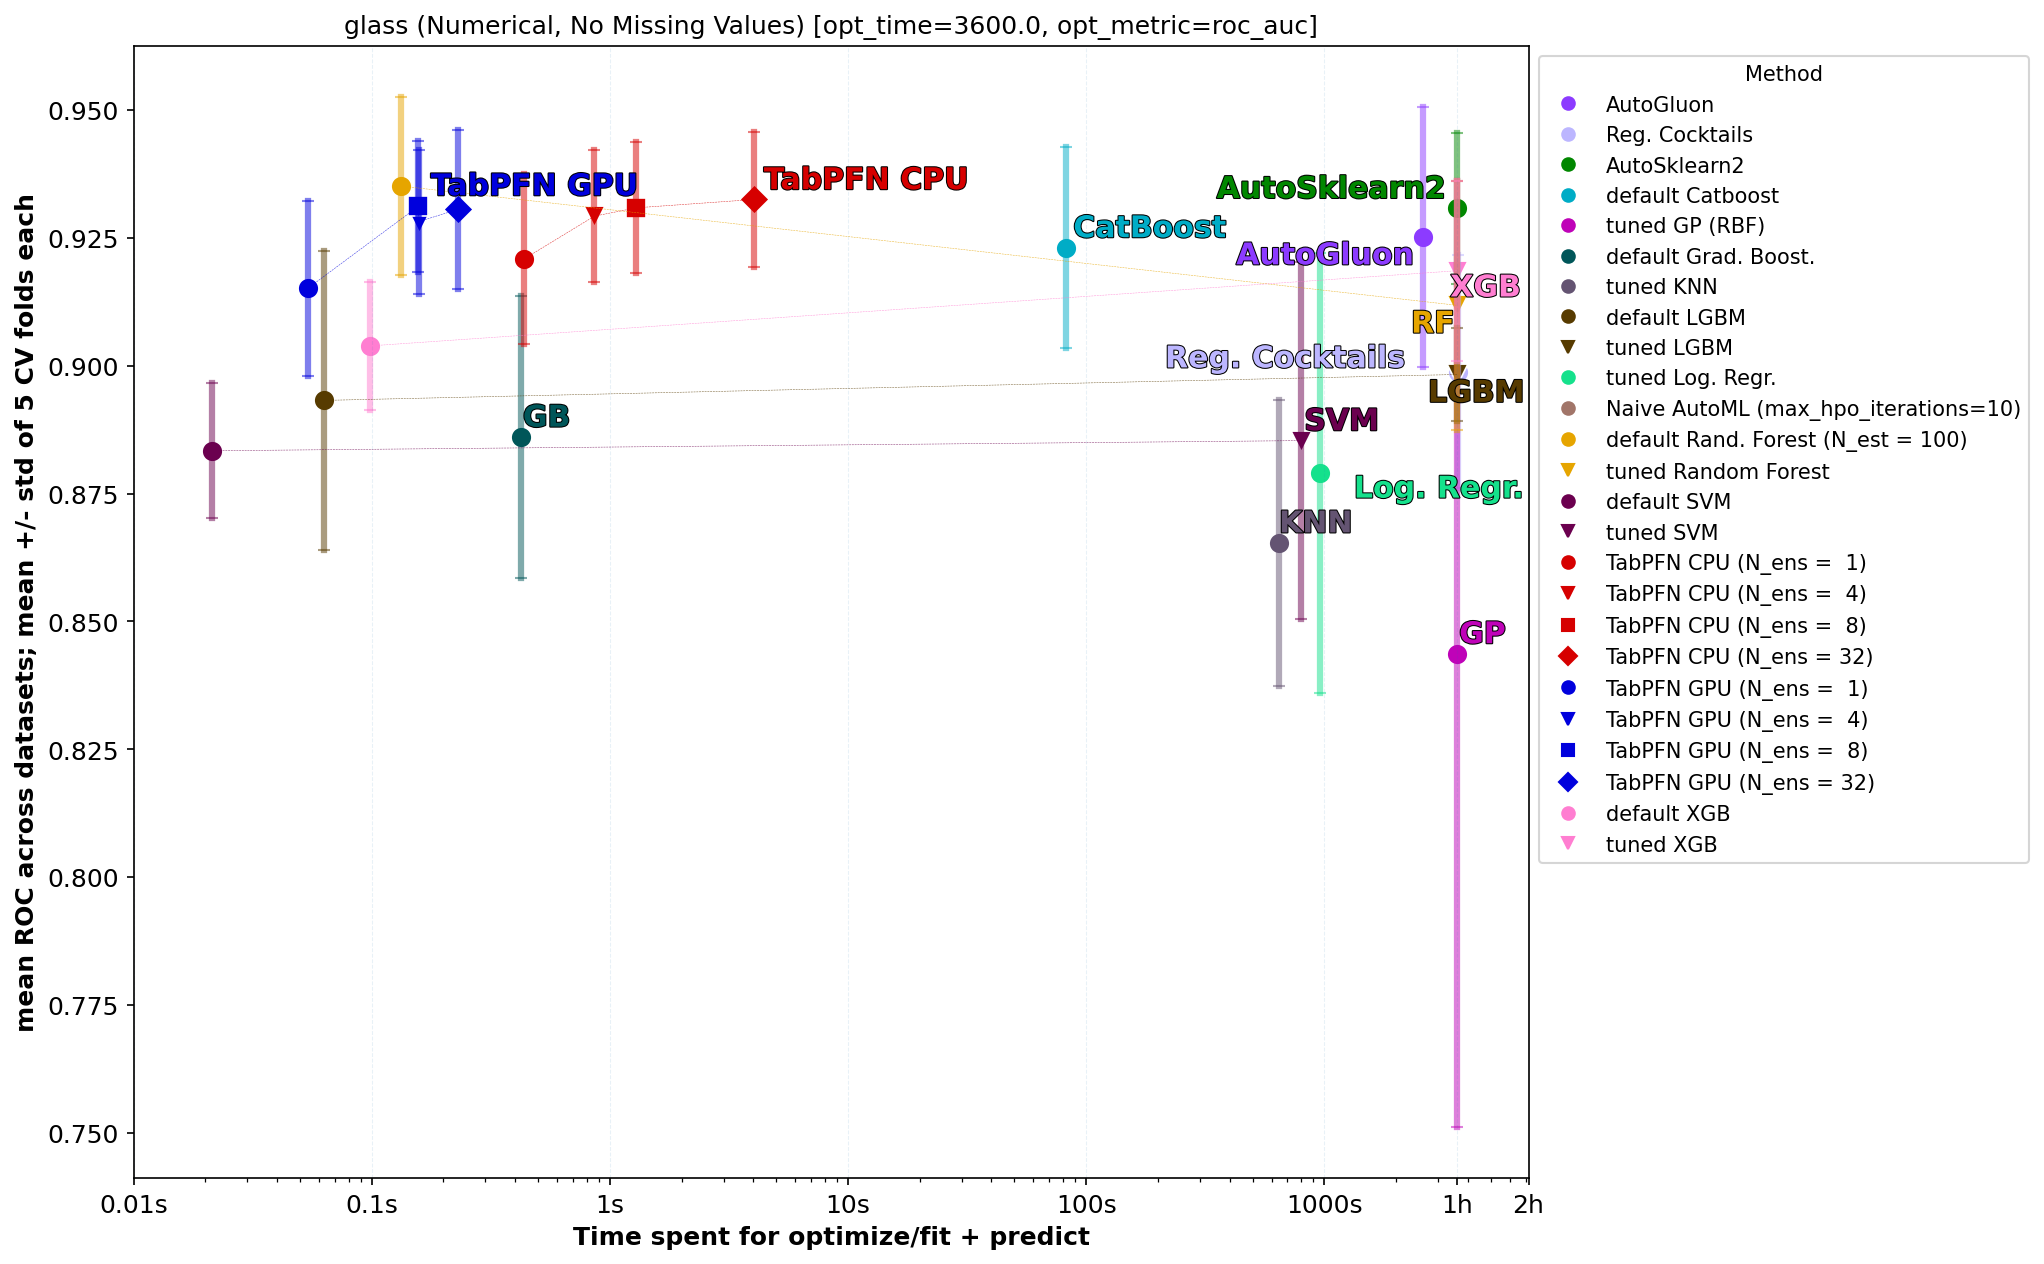 glass (Numerical, No Missing Values) [opt_time=3600.0, opt_metric=roc_auc]
mean ROC across datasets; mean +/- std of 5 CV folds each
0.950
0.925
0.900
0.875
0.850
0.825
0.800
0.775
0.750
TabPFN GPU
TabPFN CPU
AutoSklearn2
CatBoost
AutoGluon
XGB
RF
Reg. Cocktails
LGBM
GB
SVM
Log. Regr.
KNN
GP
0.01s
0.1s
1s
10s
100s
1000s
1h
2h
Time spent for optimize/fit + predict
Method
AutoGluon
Reg. Cocktails
AutoSklearn2
default Catboost
tuned GP (RBF)
default Grad. Boost.
tuned KNN
default LGBM
tuned LGBM
tuned Log. Regr.
Naive AutoML (max_hpo_iterations=10)
default Rand. Forest (N_est = 100)
tuned Random Forest
default SVM
tuned SVM
TabPFN CPU (N_ens =  1)
TabPFN CPU (N_ens =  4)
TabPFN CPU (N_ens =  8)
TabPFN CPU (N_ens = 32)
TabPFN GPU (N_ens =  1)
TabPFN GPU (N_ens =  4)
TabPFN GPU (N_ens =  8)
TabPFN GPU (N_ens = 32)
default XGB
tuned XGB